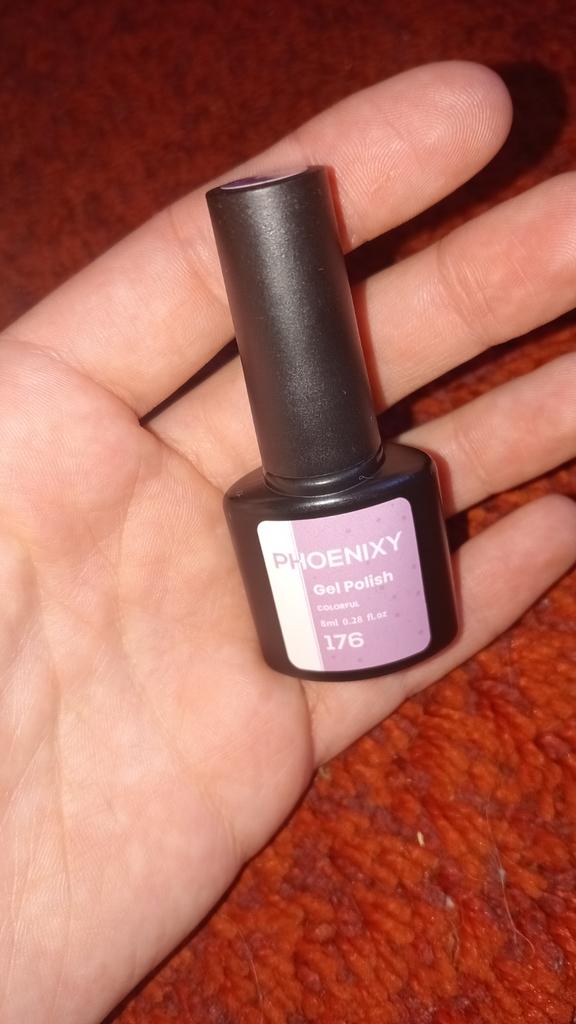 PHOENIXY
Gel Polish
COLORFUL
8ml 0.28 fl.oz
176